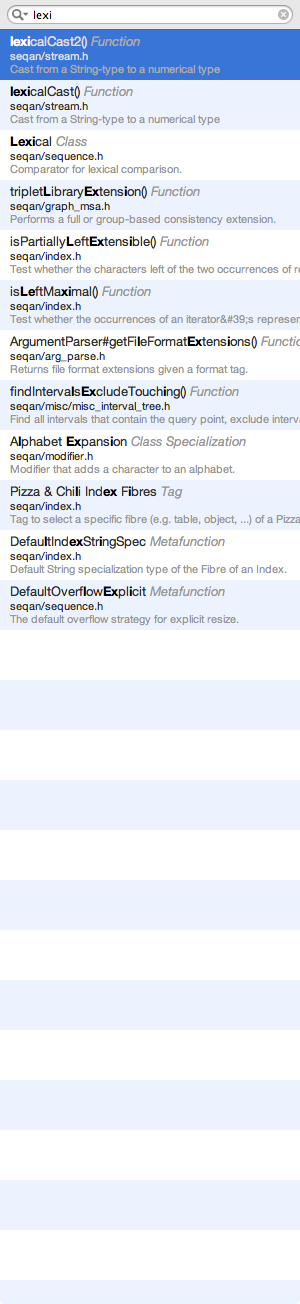 lexi
lexicalCast2() Function
seqan/stream.h
Cast from a String-type to a numerical type
lexicalCast() Function
seqan/stream.h
Cast from a String-type to a numerical type
Lexical Class
seqan/sequence.h
Comparator for lexical comparison.
tripletLibraryExtension() Function
seqan/graph_msa.h
Performs a full or group-based consistency extension.
isPartiallyLeftExtensible() Function
seqan/index.h
Test whether the characters left of the two occurrences of re
isLeftMaximal() Function
seqan/index.h
Test whether the occurrences of an iterator&#39;s represen
ArgumentParser#getFileFormatExtensions() Functio
seqan/arg_parse.h
Returns file format extensions given a format tag.
findIntervalsExcludeTouching() Function
seqan/misc/misc_interval_tree.h
Find all intervals that contain the query point, exclude interva
Alphabet Expansion Class Specialization
seqan/modifier.h
Modifier that adds a character to an alphabet.
Pizza & Chili Index Fibres Tag
seqan/index.h
Tag to select a specific fibre (e.g. table, object, ...) of a Pizza
DefaultIndexStringSpec Metafunction
seqan/index.h
Default String specialization type of the Fibre of an Index.
DefaultOverflowExplicit Metafunction
seqan/sequence.h
The default overflow strategy for explicit resize.